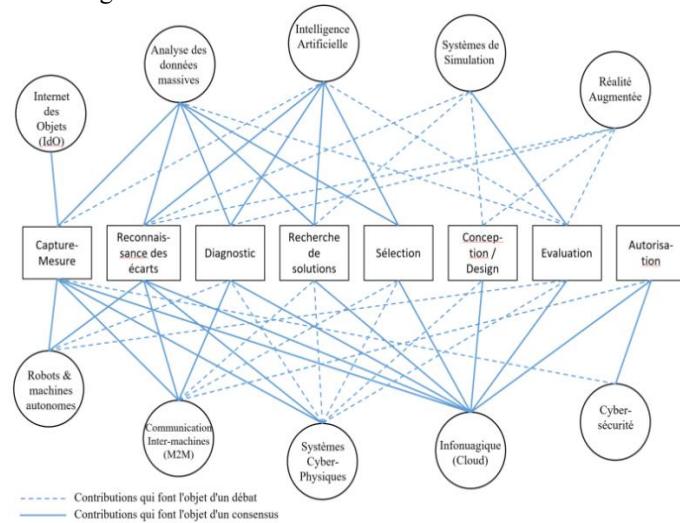 Intelligence
Artificielle
Analyse des
données
massives
Systèmes de
Simulation
Réalité
Augmentée
Internet
des
Objets
(IdO)
Capture-
Mesure
Reconnais-
sance des
écarts
Diagnostic
Recherche
de
solutions
Sélection
Concep-
tion /
Design
Evaluation
Autorisa-
tion
Robots &
machines
autonomes
Communication
Inter-machines
(M2M)
Systèmes
Cyber-
Physiques
Infonuagique
(Cloud)
Cyber-
sécurité
Contributions qui font l'objet d'un débat
Contributions qui font l'objet d'un consensus